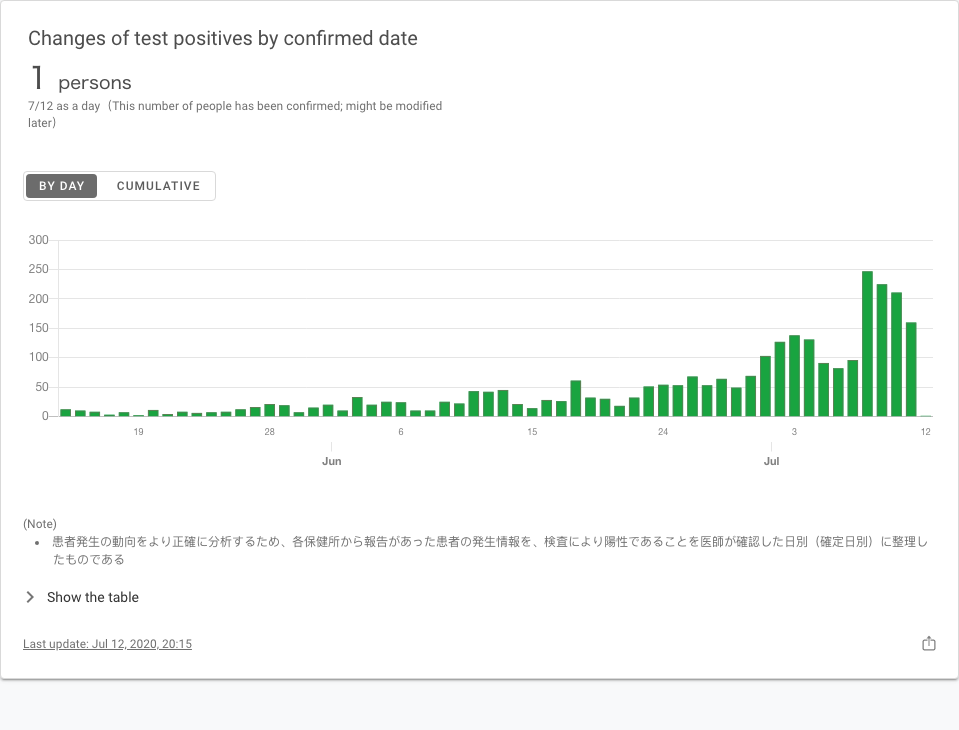 Changes of test positives by confirmed date
1 persons
7/12 as a day（This number of people has been confirmed; might be modified
later）
BY DAY CUMULATIVE
300
250
200
150
100
50
0
19 28 6 15 24 3 12
Jun Jul
(Note)
• 患者発生の動向をより正確に分析するため、各保健所から報告があった患者の発生情報を、検査により陽性であることを医師が確認した日別（確定日別）に整理し
たものである
Show the table
Last update: Jul 12, 2020, 20:15